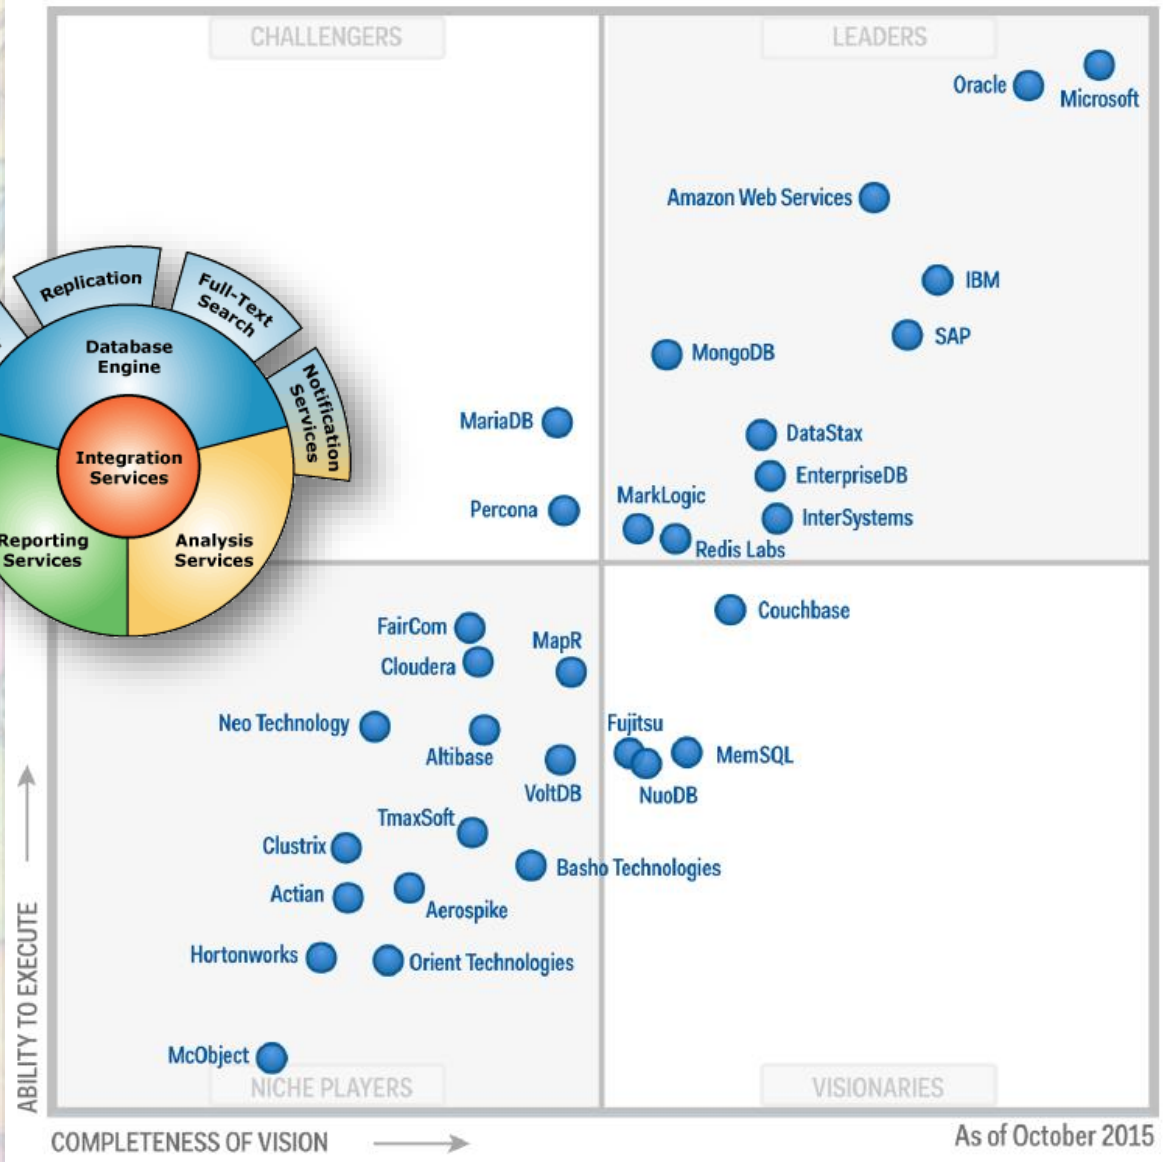 CHALLENGERS
LEADERS
Oracle
Microsoft
Amazon Web Services
IBM
SAP
MongoDB
MariaDB
DataStax
EnterpriseDB
Percona
MarkLogic
InterSystems
Redis Labs
Replication
Full-Text
Search
Notification
Services
Database
Engine
Integration
Services
Reporting
Services
Analysis
Services
Couchbase
FairCom
MapR
Cloudera
Neo Technology
Altibase
Fujitsu
MemSQL
VoltDB
NuoDB
TmaxSoft
Clustrix
Basho Technologies
Actian
Aerospike
Hortonworks
Orient Technologies
McObject
NICHE PLAYERS
VISIONARIES
ABILITY TO EXECUTE
COMPLETENESS OF VISION
As of October 2015